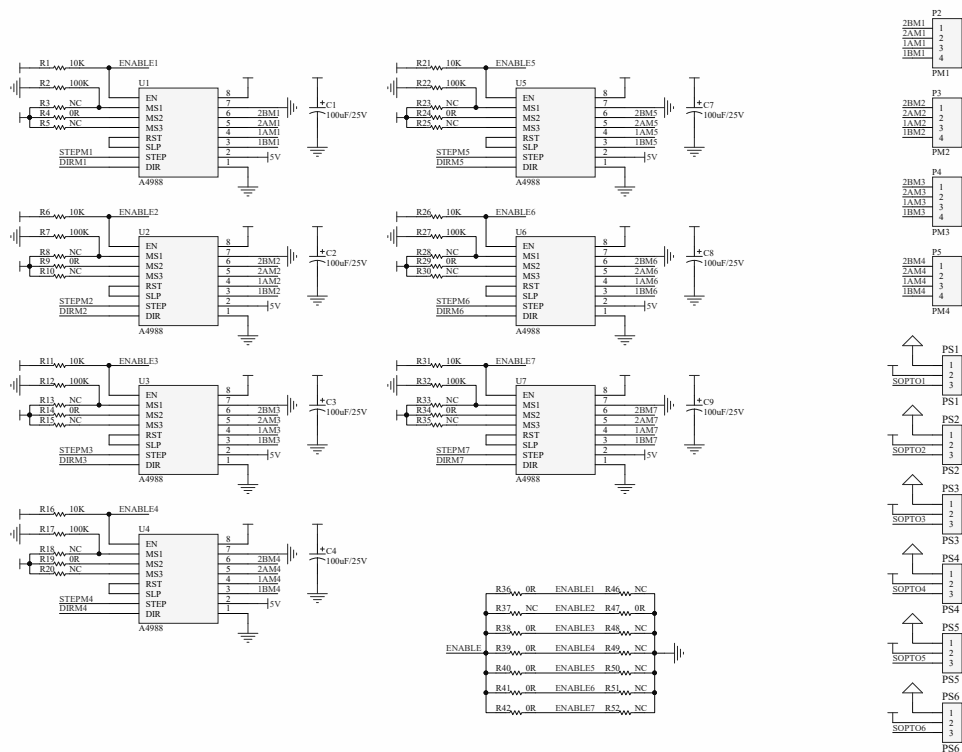 R1 10K ENABLE1
R2 100K
R3 NC
R4 0R
R5 NC
STEPM1
DIRM1
U1
EN 8
MS1 7
MS2 6 2BM1
MS3 5 2AM1
RST 4 1AM1
SLP 3 1BM1
STEP 2 5V
DIR 1
A4988
C1
100uF/25V
R21 10K ENABLE5
R22 100K
R23 NC
R24 0R
R25 NC
STEPM5
DIRM5
U5
EN 8
MS1 7
MS2 6 2BM5
MS3 5 2AM5
RST 4 1AM5
SLP 3 1BM5
STEP 2 5V
DIR 1
A4988
C7
100uF/25V
R6 10K ENABLE2
R7 100K
R8 NC
R9 0R
R10 NC
STEPM2
DIRM2
U2
EN 8
MS1 7
MS2 6 2BM2
MS3 5 2AM2
RST 4 1AM2
SLP 3 1BM2
STEP 2 5V
DIR 1
A4988
C2
100uF/25V
R26 10K ENABLE6
R27 100K
R28 NC
R29 0R
R30 NC
STEPM6
DIRM6
U6
EN 8
MS1 7
MS2 6 2BM6
MS3 5 2AM6
RST 4 1AM6
SLP 3 1BM6
STEP 2 5V
DIR 1
A4988
C8
100uF/25V
R11 10K ENABLE3
R12 100K
R13 NC
R14 0R
R15 NC
STEPM3
DIRM3
U3
EN 8
MS1 7
MS2 6 2BM3
MS3 5 2AM3
RST 4 1AM3
SLP 3 1BM3
STEP 2 5V
DIR 1
A4988
C3
100uF/25V
R31 10K ENABLE7
R32 100K
R33 NC
R34 0R
R35 NC
STEPM7
DIRM7
U7
EN 8
MS1 7
MS2 6 2BM7
MS3 5 2AM7
RST 4 1AM7
SLP 3 1BM7
STEP 2 5V
DIR 1
A4988
C9
100uF/25V
R16 10K ENABLE4
R17 100K
R18 NC
R19 0R
R20 NC
STEPM4
DIRM4
U4
EN 8
MS1 7
MS2 6 2BM4
MS3 5 2AM4
RST 4 1AM4
SLP 3 1BM4
STEP 2 5V
DIR 1
A4988
C4
100uF/25V
R36 0R ENABLE1 R46 NC
R37 NC ENABLE2 R47 0R
R38 0R ENABLE3 R48 NC
ENABLE R39 0R ENABLE4 R49 NC
R40 0R ENABLE5 R50 NC
R41 0R ENABLE6 R51 NC
R42 0R ENABLE7 R52 NC
P2
2BM1 1
2AM1 2
1AM1 3
1BM1 4
PM1
P3
2BM2 1
2AM2 2
1AM2 3
1BM2 4
PM2
P4
2BM3 1
2AM3 2
1AM3 3
1BM3 4
PM3
P5
2BM4 1
2AM4 2
1AM4 3
1BM4 4
PM4
PS1
1
2
SOPTO1 3
PS1
PS2
1
2
SOPTO2 3
PS2
PS3
1
2
SOPTO3 3
PS3
PS4
1
2
SOPTO4 3
PS4
PS5
1
2
SOPTO5 3
PS5
PS6
1
2
SOPTO6 3
PS6